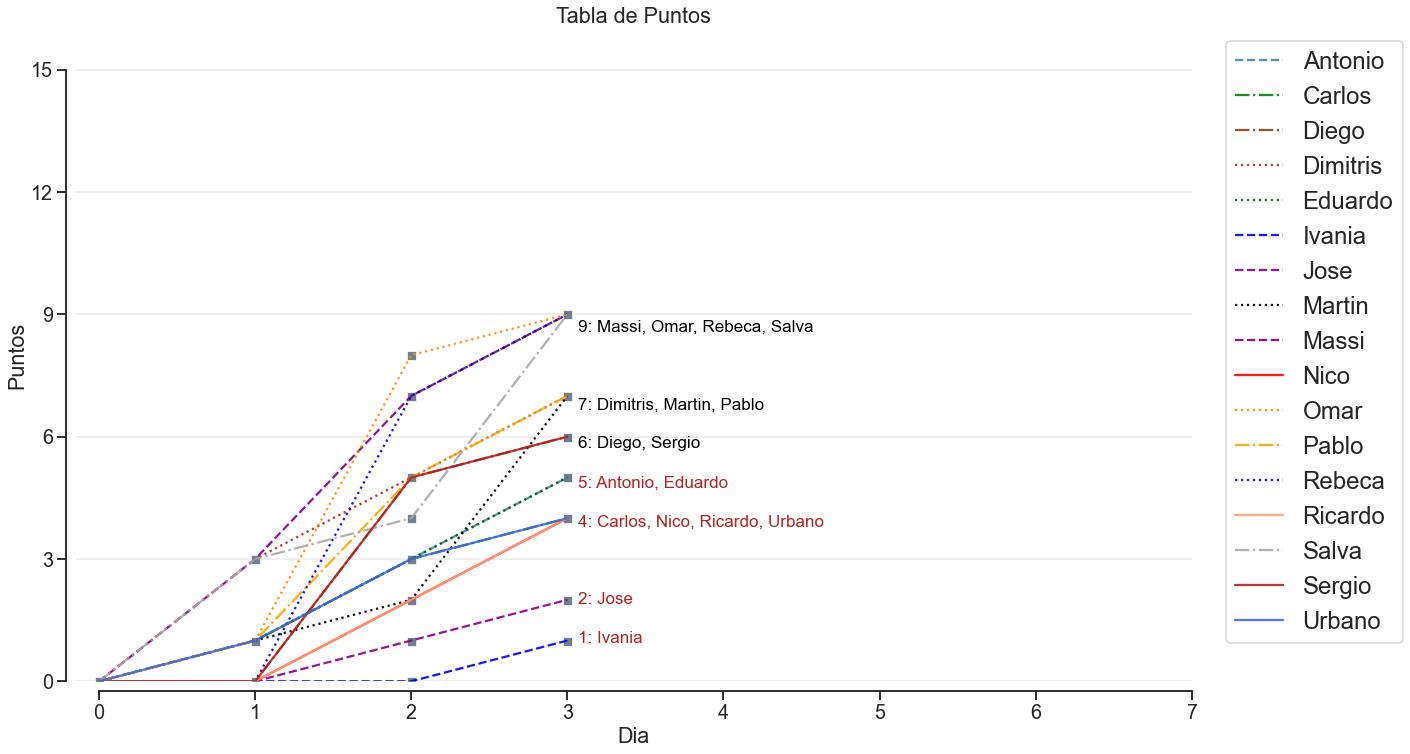 Tabla de Puntos
Puntos
15
12
9
6
3
0
9: Massi, Omar, Rebeca, Salva
7: Dimitris, Martin, Pablo
6: Diego, Sergio
5: Antonio, Eduardo
4: Carlos, Nico, Ricardo, Urbano
2: Jose
1: Ivania
0 1 2 3 4 5 6 7
Dia
Antonio
Carlos
Diego
Dimitris
Eduardo
Ivania
Jose
Martin
Massi
Nico
Omar
Pablo
Rebeca
Ricardo
Salva
Sergio
Urbano